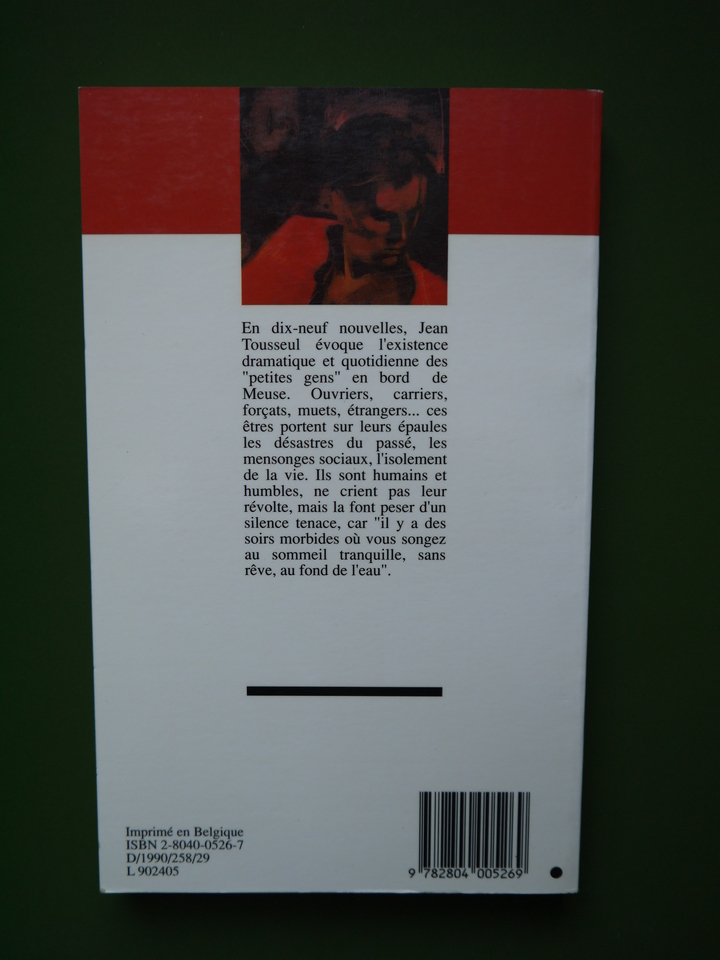 En dix-neuf nouvelles, Jean
Tousseul évoque l'existence
dramatique et quotidienne des
"petites gens" en bord de
Meuse. Ouvriers, carriers,
forçats, muets, étrangers... ces
êtres portent sur leurs épaules
les désastres du passé, les
mensonges sociaux, l'isolement
de la vie. Ils sont humains et
humbles, ne crient pas leur
révolte, mais la font peser d'un
silence tenace, car "il y a des
soirs morbides où vous songez
au sommeil tranquille, sans
rêve, au fond de l'eau".
Imprimé en Belgique
ISBN 2-8040-0526-7
D/1990/258/29
L 902405
9 782804 005269